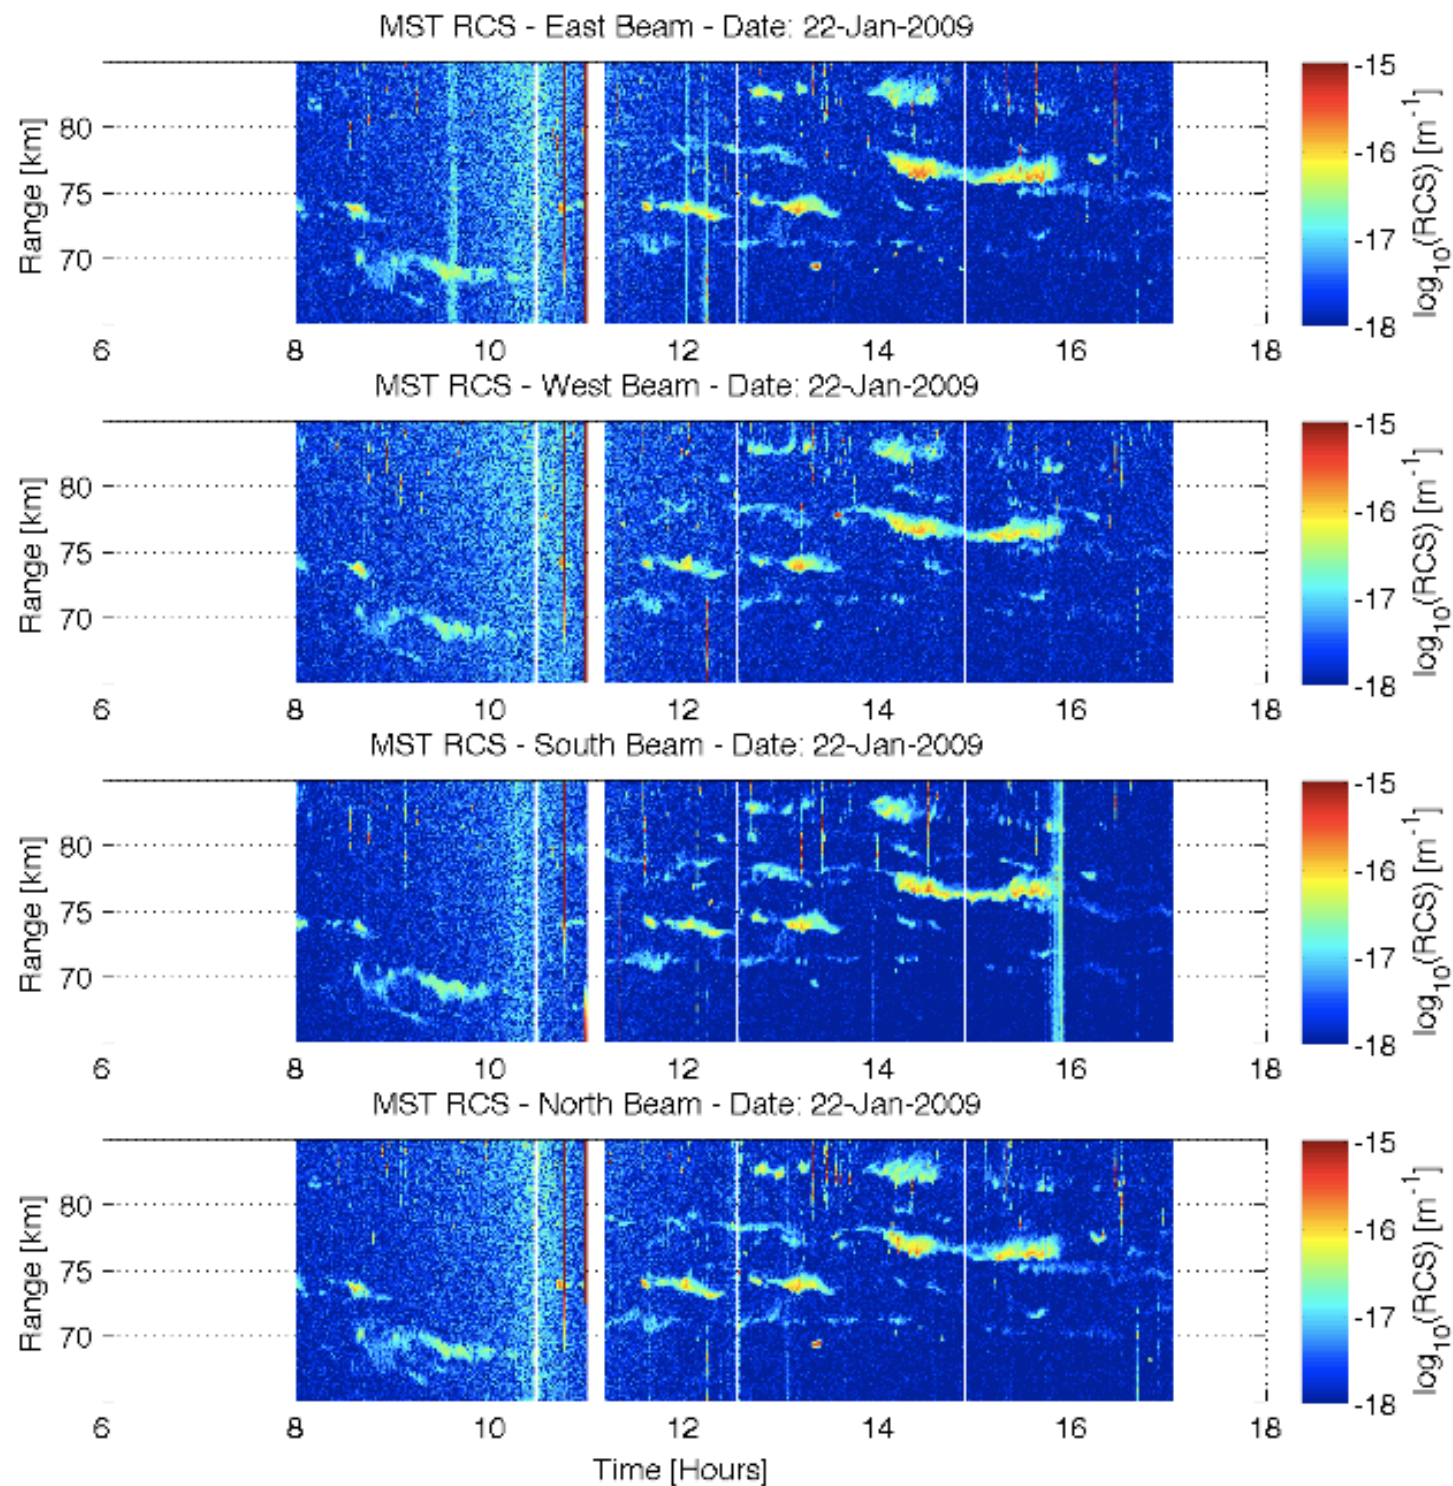 MST RCS - East Beam - Date: 22-Jan-2009
Range [km]
80
75
70
6 8 10 12 14 16 18
-15
-16
-17
-18
log10(RCS) [m-1]
MST RCS - West Beam - Date: 22-Jan-2009
Range [km]
80
75
70
6 8 10 12 14 16 18
-15
-16
-17
-18
log10(RCS) [m-1]
MST RCS - South Beam - Date: 22-Jan-2009
Range [km]
80
75
70
6 8 10 12 14 16 18
-15
-16
-17
-18
log10(RCS) [m-1]
MST RCS - North Beam - Date: 22-Jan-2009
Range [km]
80
75
70
6 8 10 12 14 16 18
-15
-16
-17
-18
log10(RCS) [m-1]
Time [Hours]